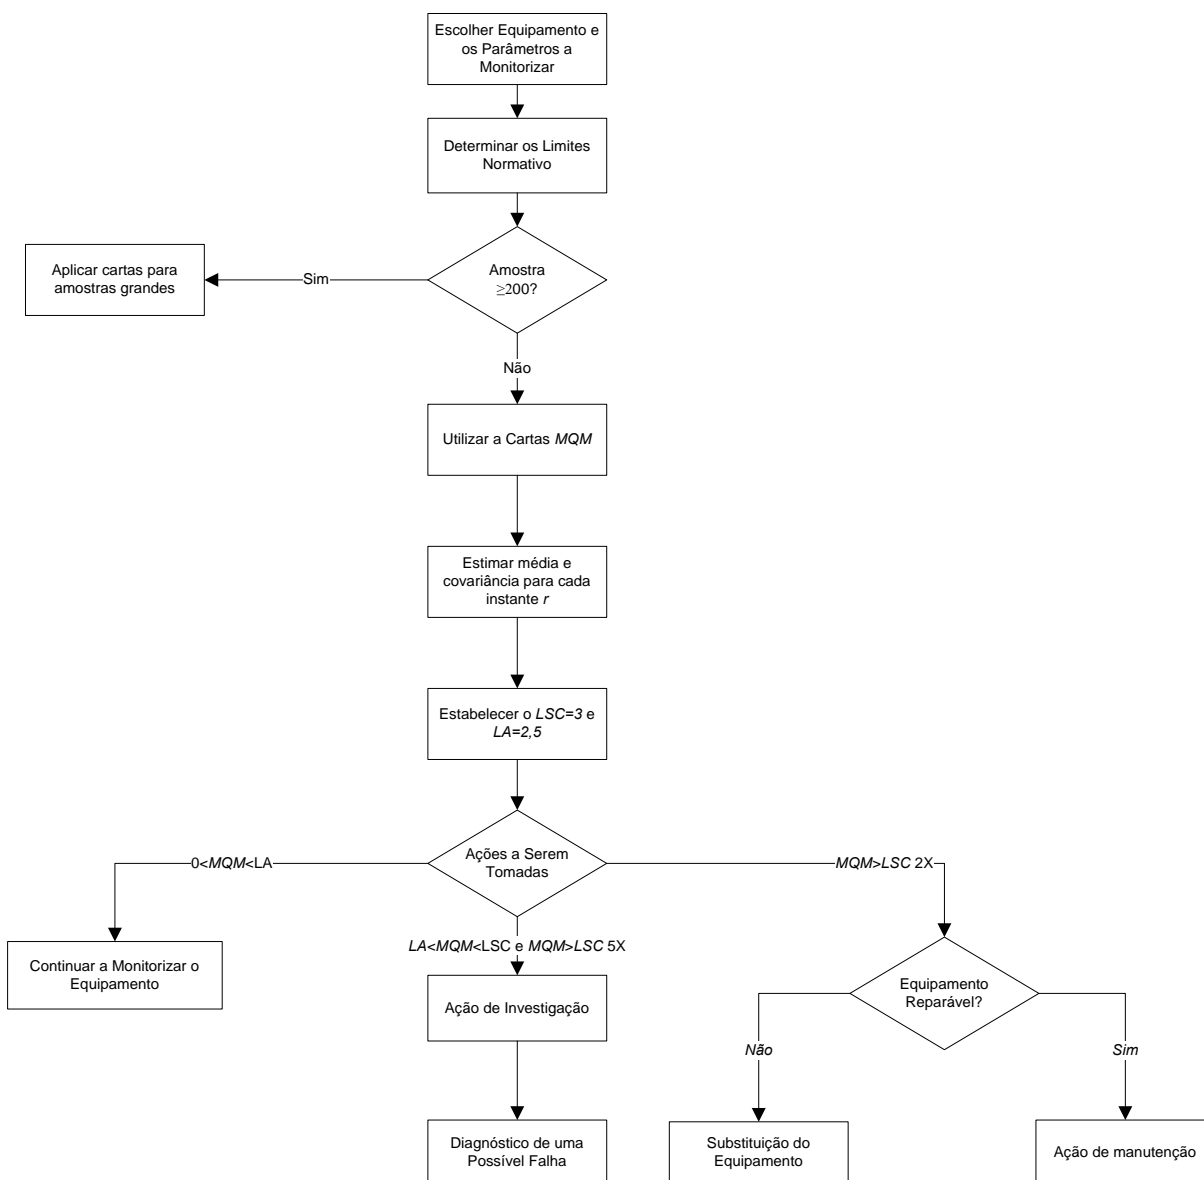 Escolher Equipamento e
os Parâmetros a
Monitorizar
Determinar os Limites
Normativo
Amostra
≥200?
Sim
Aplicar cartas para
amostras grandes
Não
Utilizar a Cartas MQM
Estimar média e
covariância para cada
instante r
Estabelecer o LSC=3 e
LA=2,5
Ações a Serem
Tomadas
0<MQM<LA
MQM>LSC 2X
LA<MQM<LSC e MQM>LSC 5X
Continuar a Monitorizar o
Equipamento
Ação de Investigação
Equipamento
Reparável?
Não
Sim
Diagnóstico de uma
Possível Falha
Substituição do
Equipamento
Ação de manutenção